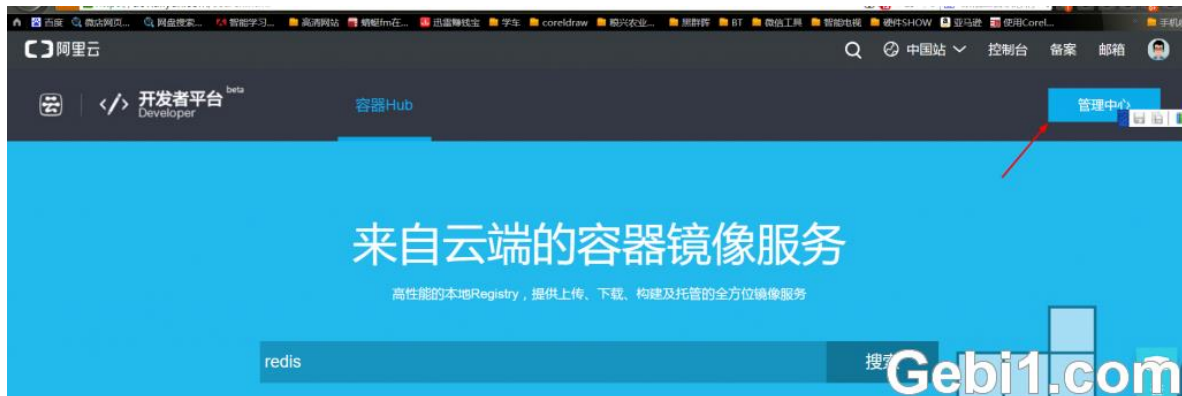 百度 微店网页... 网盘搜索... 智能学习... 高清网站 蜻蜓fm在... 迅雷赚钱宝 学车 coreldraw 殷兴农业... 黑群晖 BT 微信工具 智能电视 硬件SHOW 亚马逊 使用Corel...
阿里云 中国站 控制台 备案 邮箱
开发者平台 beta 容器Hub 管理中心
Developer
来自云端的容器镜像服务
高性能的本地Registry，提供上传、下载、构建及托管的全方位镜像服务
redis
Gebi1.com